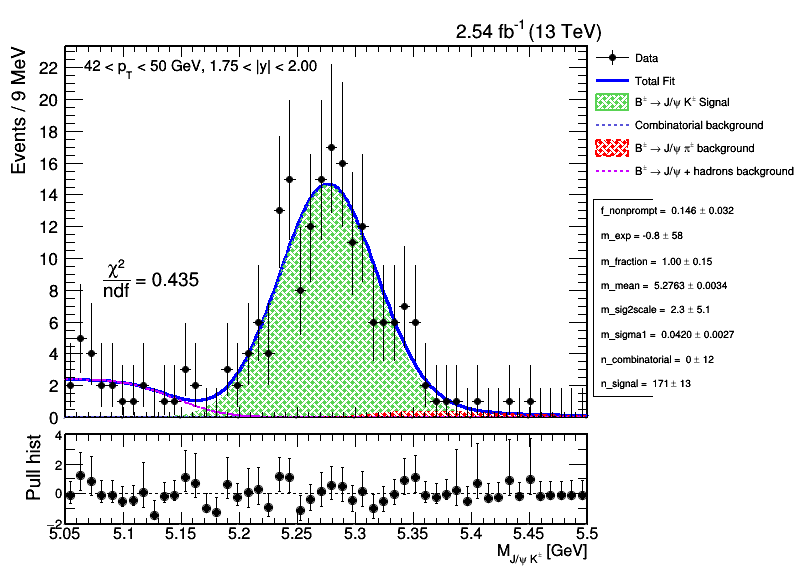 2.54 fb⁻¹ (13 TeV)
Events / 9 MeV
42 < p_T < 50 GeV, 1.75 < |y| < 2.00
χ²/ndf = 0.435
22
20
18
16
14
12
10
8
6
4
2
0
Data
Total Fit
B± → J/ψ K± Signal
Combinatorial background
B± → J/ψ π± background
B± → J/ψ + hadrons background
f_nonprompt = 0.146 ± 0.032
m_exp = -0.8 ± 58
m_fraction = 1.00 ± 0.15
m_mean = 5.2763 ± 0.0034
m_sig2scale = 2.3 ± 5.1
m_sigma1 = 0.0420 ± 0.0027
n_combinatorial = 0 ± 12
n_signal = 171 ± 13
Pull hist
4
2
0
−2
5.05 5.1 5.15 5.2 5.25 5.3 5.35 5.4 5.45 5.5
M_J/ψ K± [GeV]